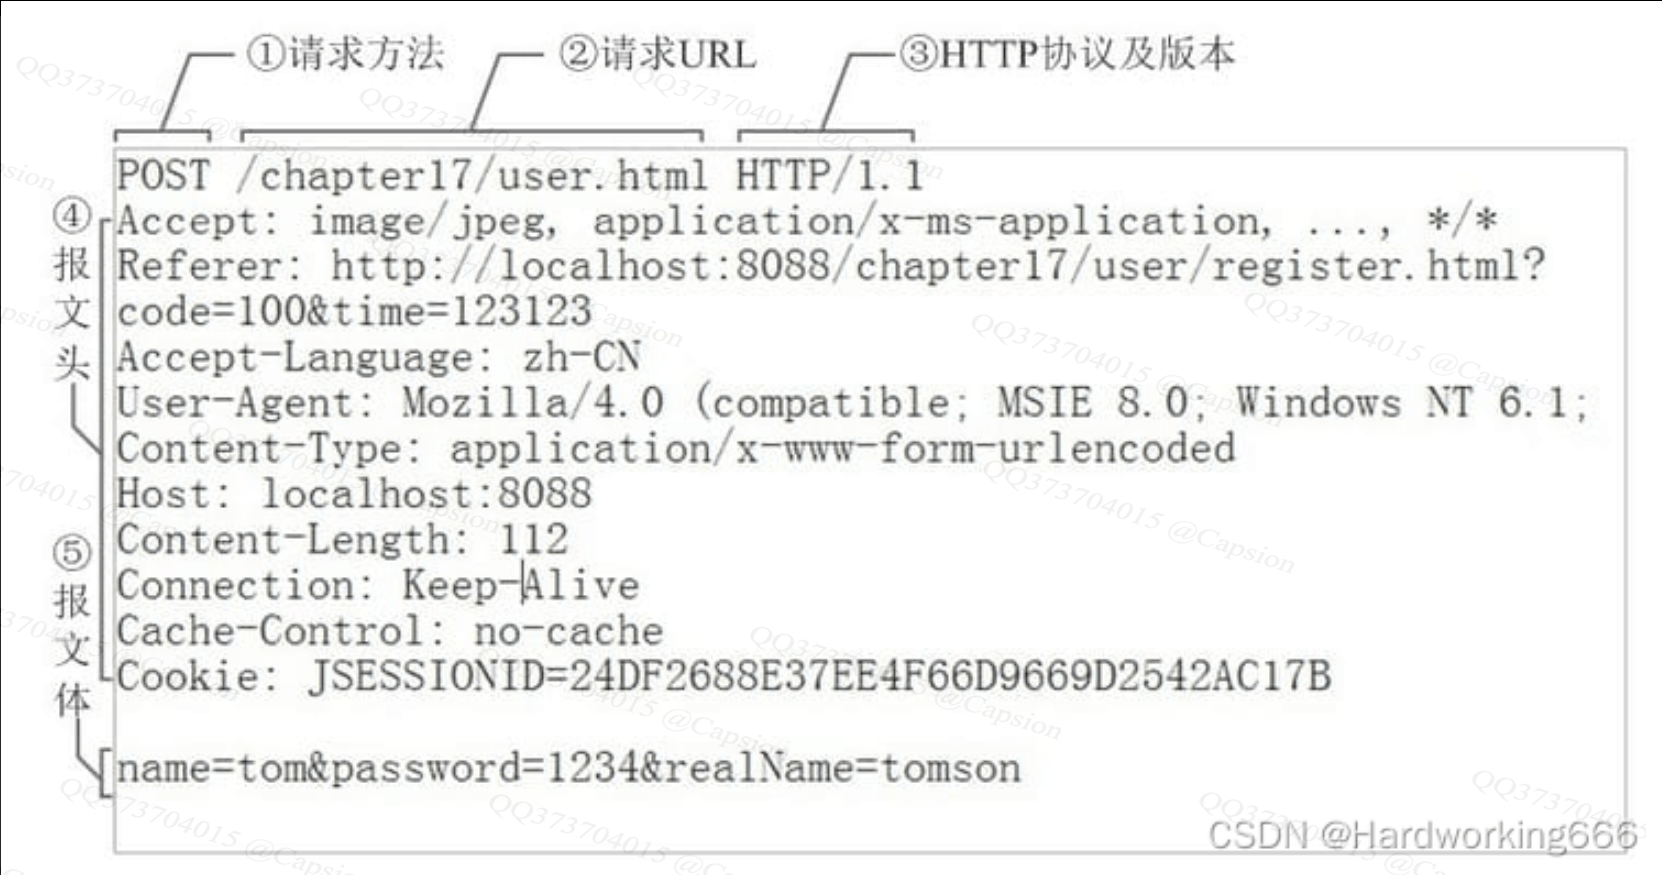 ①请求方法 ②请求URL ③HTTP协议及版本
POST /chapter17/user.html HTTP/1.1
④报文头
Accept: image/jpeg, application/x-ms-application, ..., */*
Referer: http://localhost:8088/chapter17/user/register.html?
code=100&time=123123
Accept-Language: zh-CN
User-Agent: Mozilla/4.0 (compatible; MSIE 8.0; Windows NT 6.1;
Content-Type: application/x-www-form-urlencoded
Host: localhost:8088
Content-Length: 112
Connection: Keep-Alive
Cache-Control: no-cache
Cookie: JSESSIONID=24DF2688E37EE4F66D9669D2542AC17B
⑤报文体
name=tom&password=1234&realName=tomson
CSDN @Hardworking666
QQ373704015 @Capsion